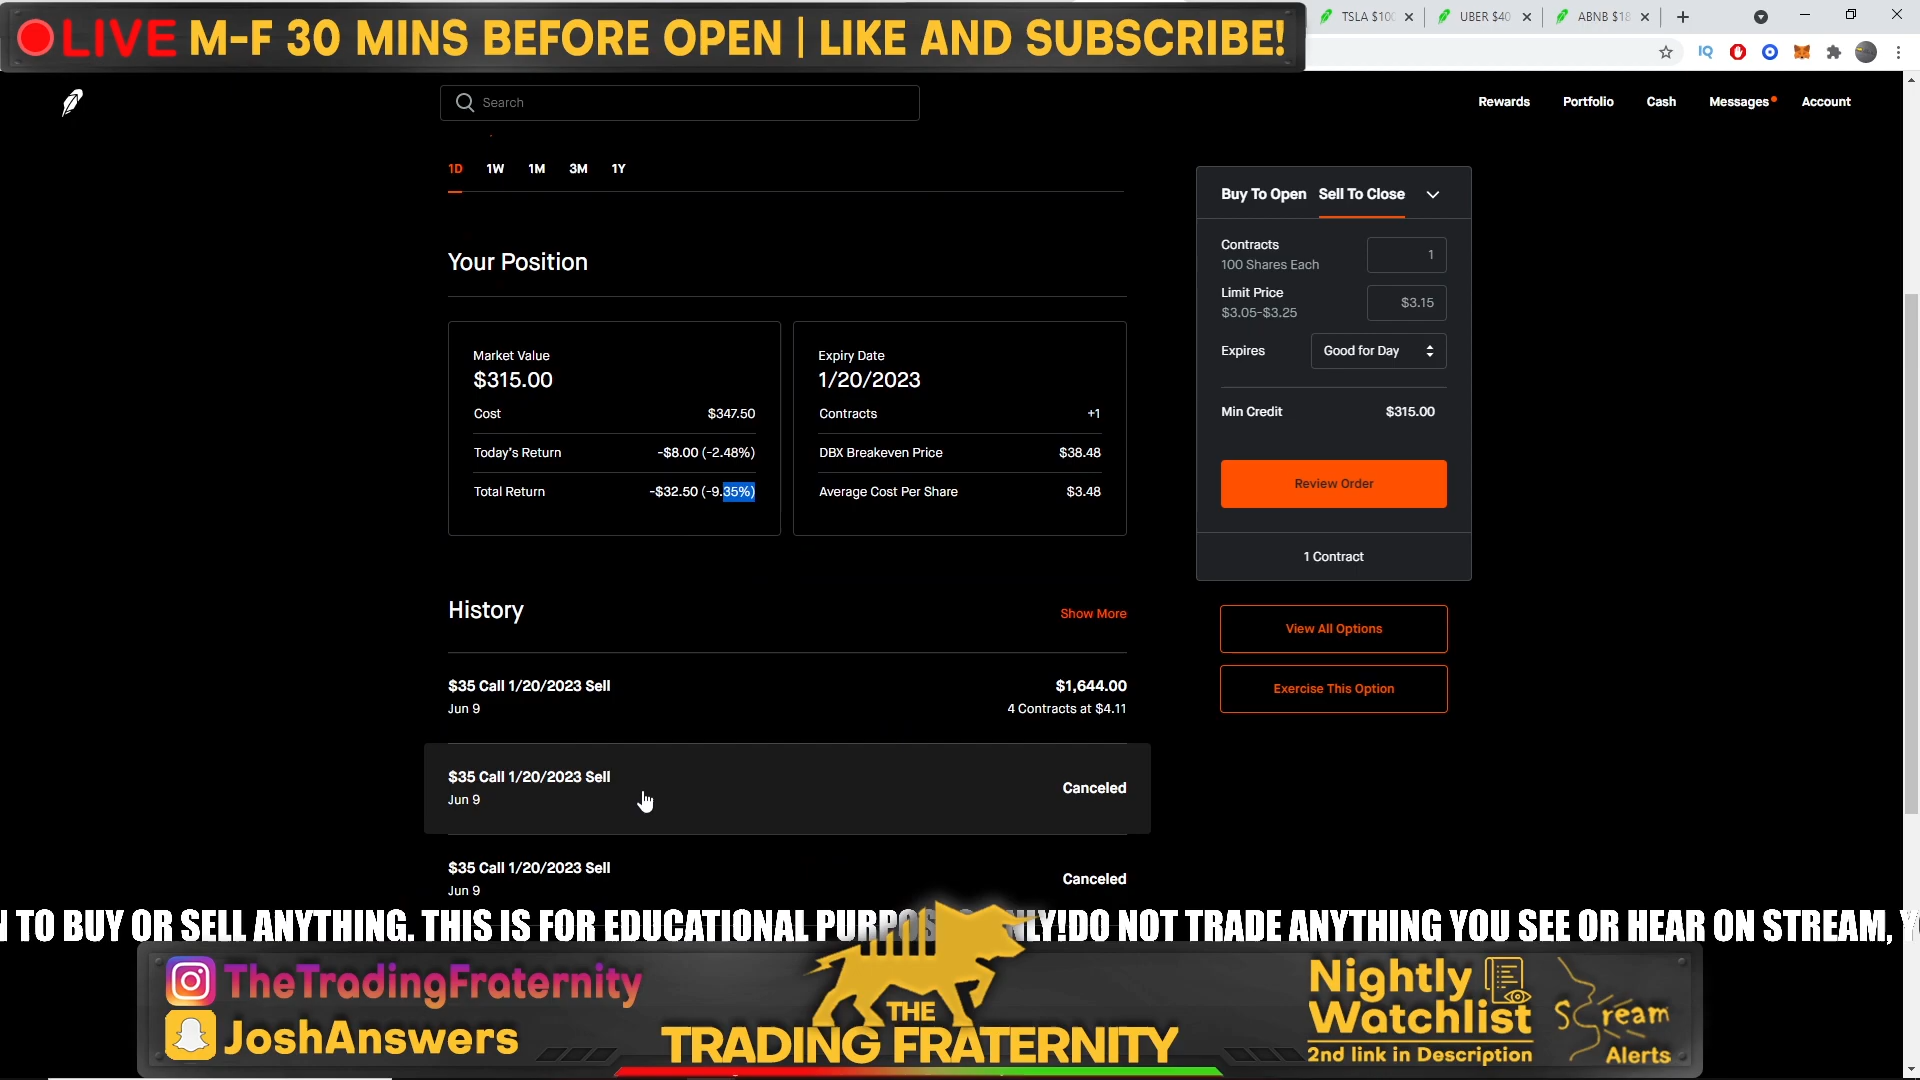 LIVE M-F 30 MINS BEFORE OPEN | LIKE AND SUBSCRIBE!
TSLA $100
UBER $40
ABNB $18
IQ
Search
Rewards
Portfolio
Cash
Messages
Account
1D 1W 1M 3M 1Y
Your Position
Market Value
$315.00
Cost $347.50
Today's Return -$8.00 (-2.48%)
Total Return -$32.50 (-9.35%)
Expiry Date
1/20/2023
Contracts +1
DBX Breakeven Price $38.48
Average Cost Per Share $3.48
Buy To Open Sell To Close
Contracts 1
100 Shares Each
Limit Price $3.15
$3.05-$3.25
Expires Good for Day
Min Credit $315.00
Review Order
1 Contract
View All Options
Exercise This Option
History Show More
$35 Call 1/20/2023 Sell $1,644.00
Jun 9 4 Contracts at $4.11
$35 Call 1/20/2023 Sell Canceled
Jun 9
$35 Call 1/20/2023 Sell Canceled
Jun 9
TO BUY OR SELL ANYTHING. THIS IS FOR EDUCATIONAL NLY!DO NOT TRADE ANYTHING YOU SEE OR HEAR ON STREAM,
TheTradingFraternity
JoshAnswers
THE
TRADING FRATERNITY
Nightly
Watchlist
2nd link in Description
Stream
Alerts